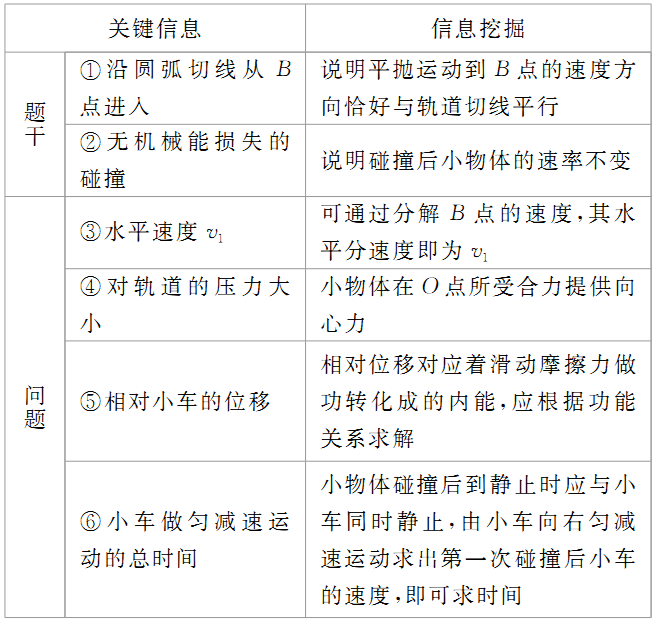 关键信息 信息挖掘
题干
①沿圆弧切线从 B
点进入
说明平抛运动到 B 点的速度方
向恰好与轨道切线平行
②无机械能损失的
碰撞
说明碰撞后小物体的速率不变
问题
③水平速度 v₁
可通过分解 B 点的速度,其水
平分速度即为 v₁
④对轨道的压力大
小
小物体在 O 点所受合力提供向
心力
⑤相对小车的位移
相对位移对应着滑动摩擦力做
功转化成的内能,应根据功能
关系求解
⑥小车做匀减速运
动的总时间
小物体碰撞后到静止时应与小
车同时静止,由小车向右匀减
速运动求出第一次碰撞后小车
的速度,即可求时间